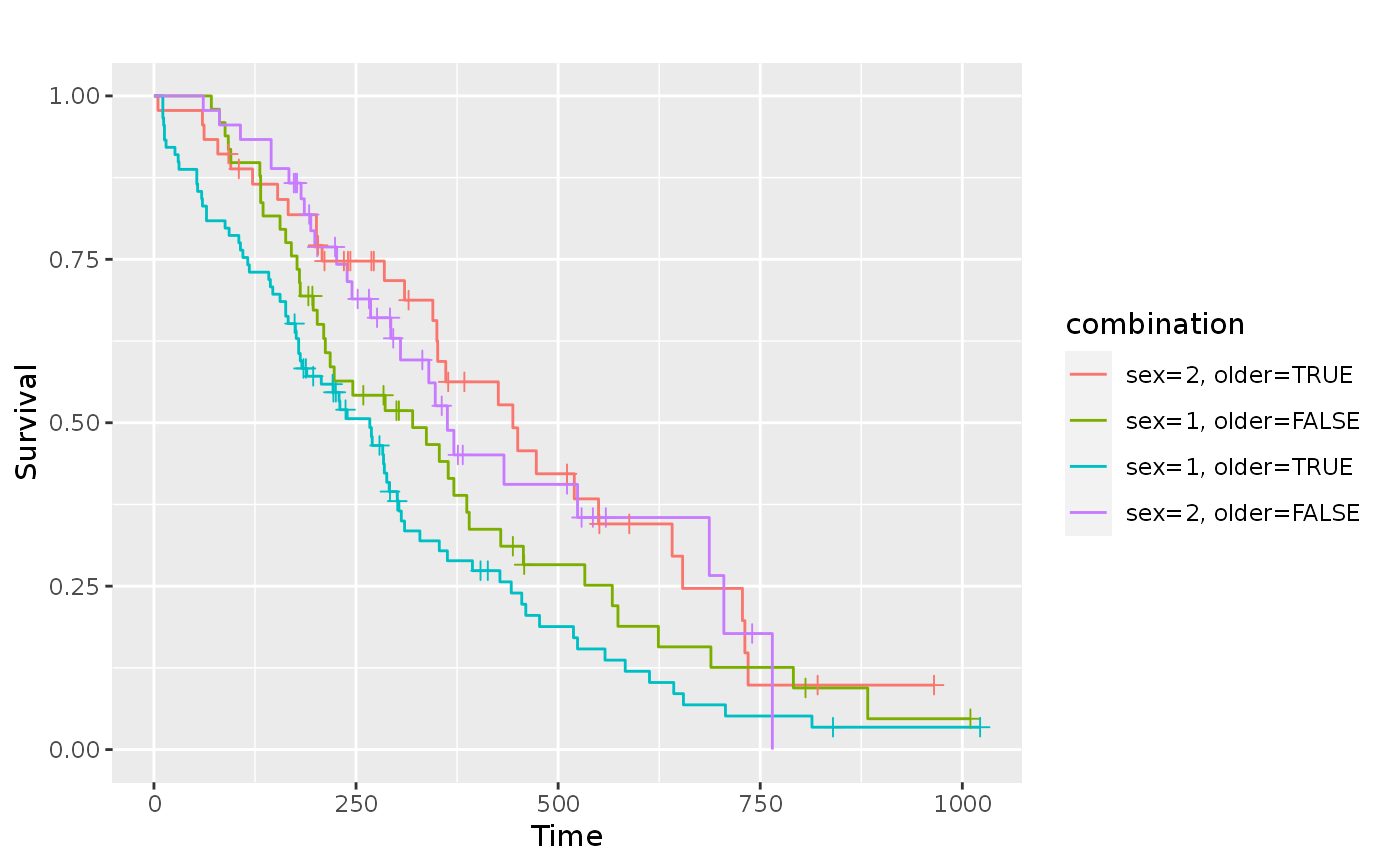 1.00
0.75
0.50
0.25
0.00
Survival
0
250
500
750
1000
Time
combination
sex=2, older=TRUE
sex=1, older=FALSE
sex=1, older=TRUE
sex=2, older=FALSE